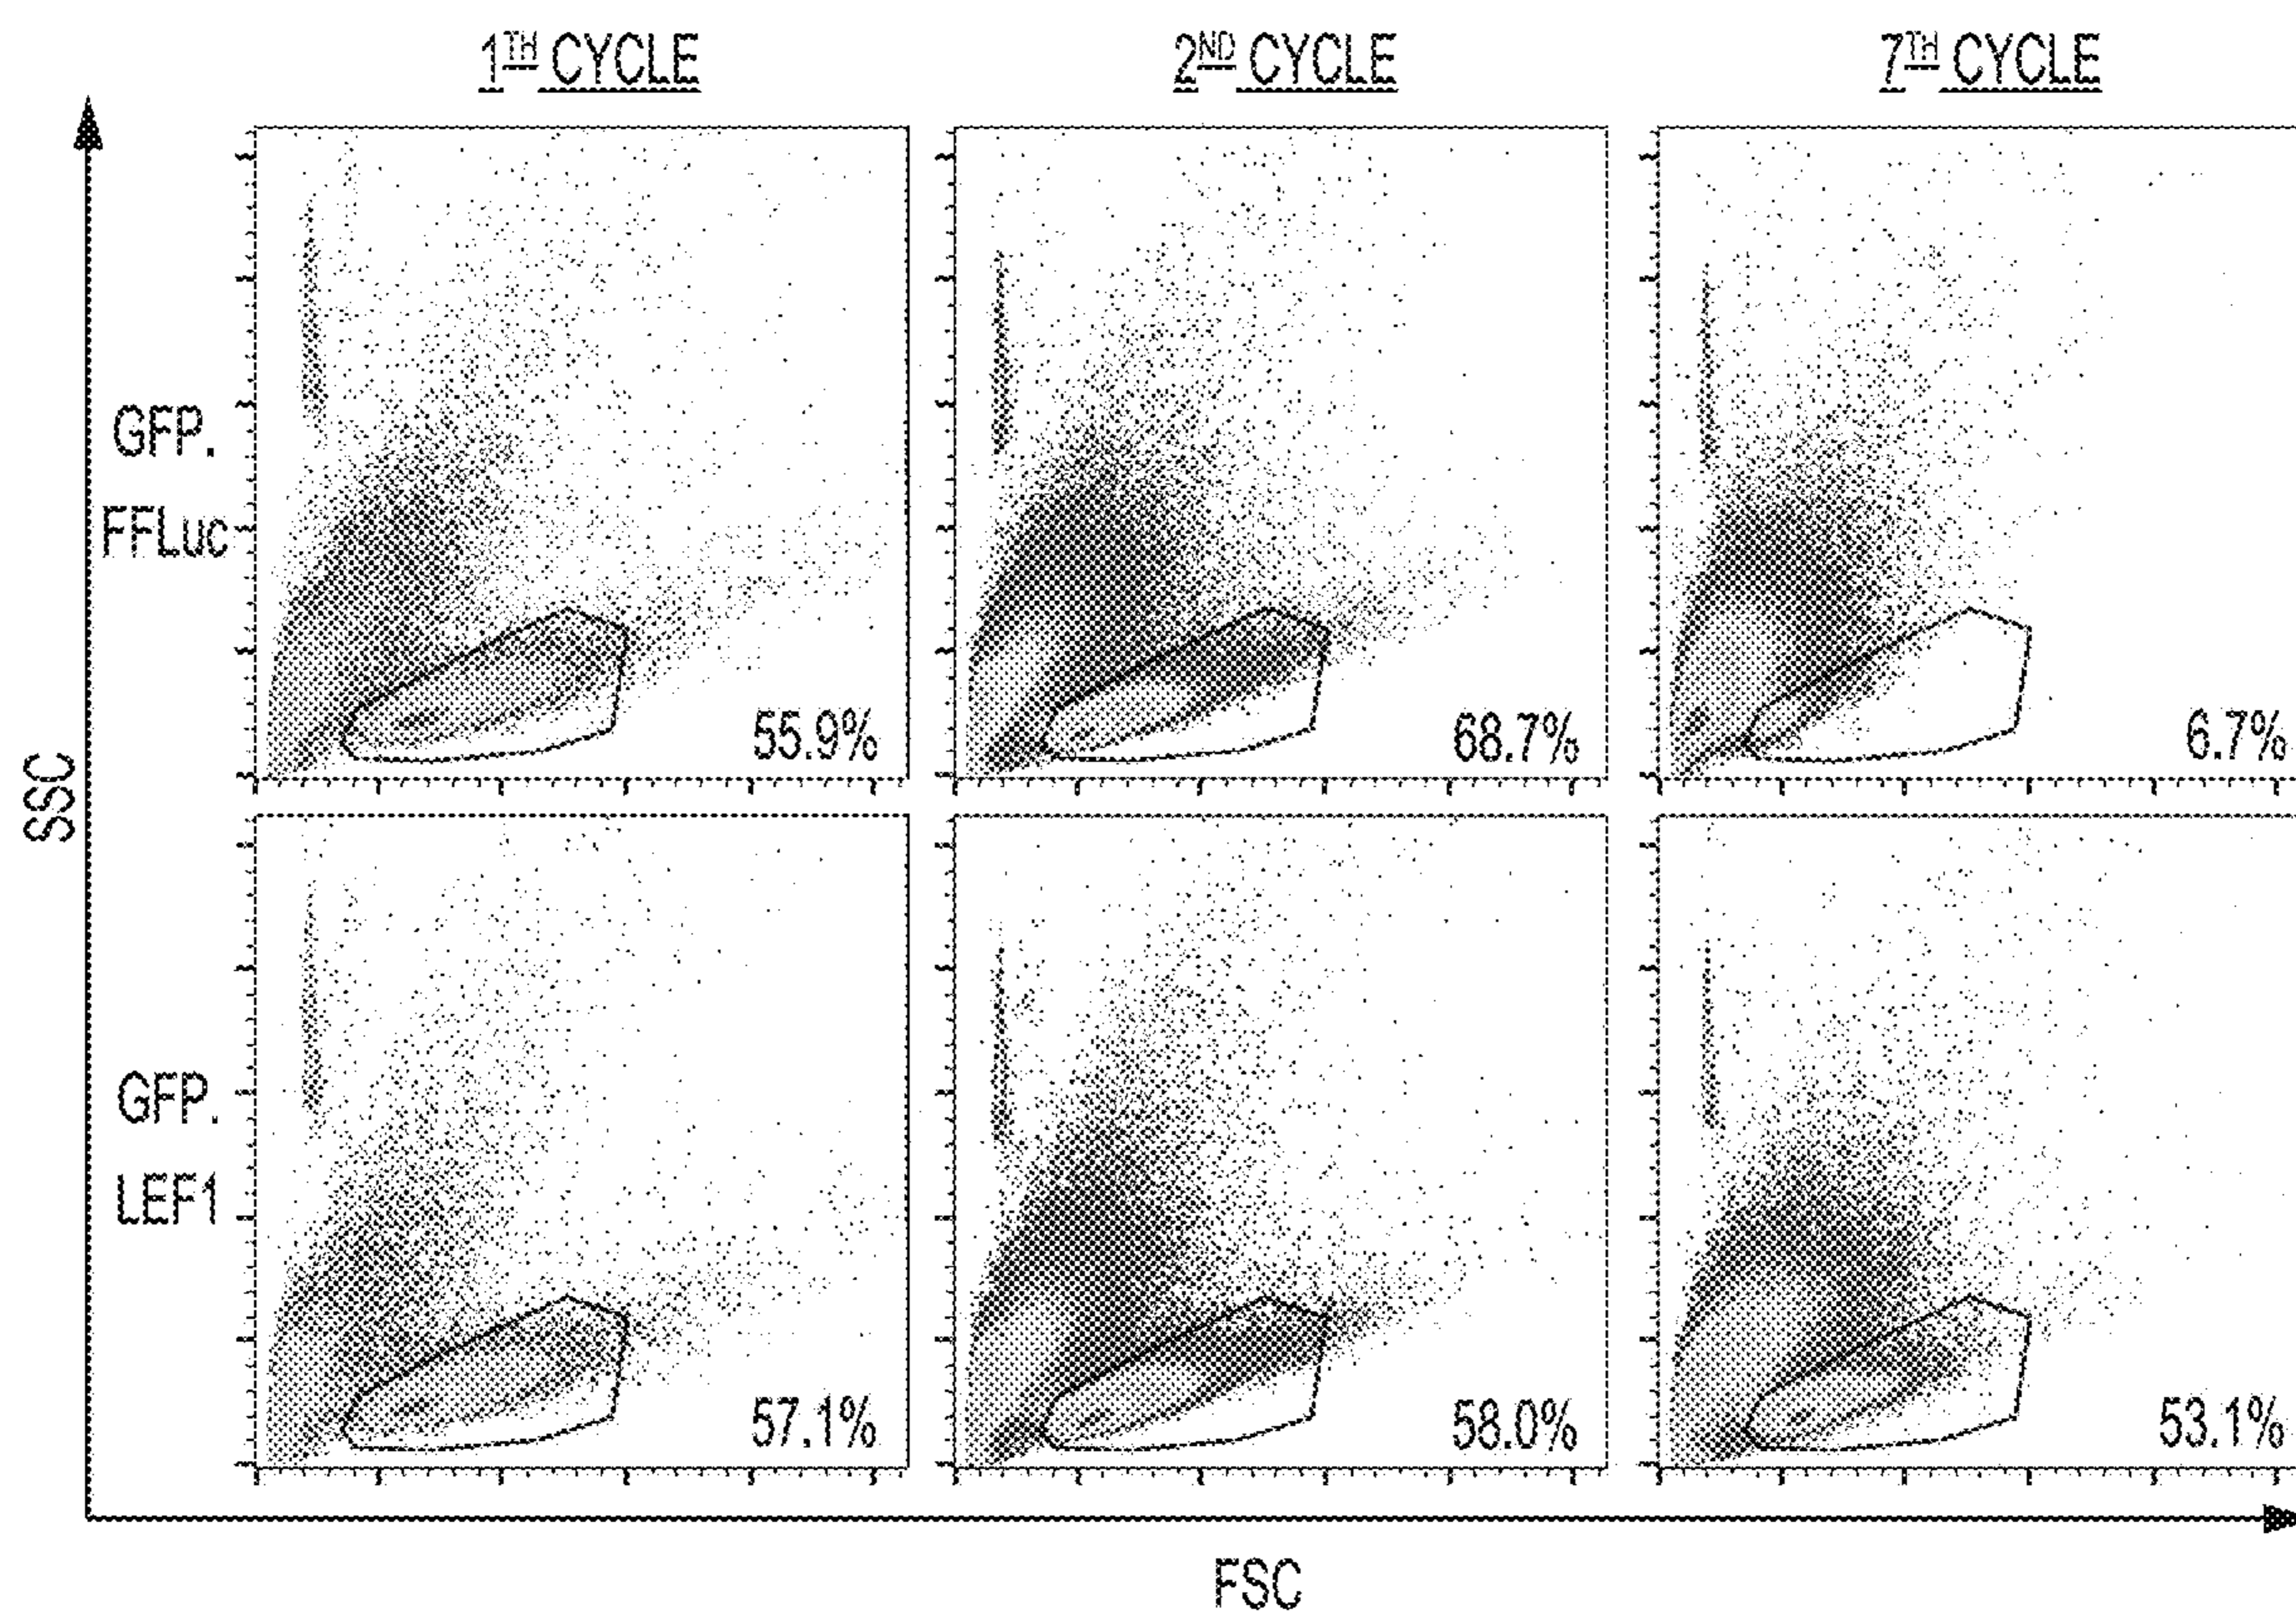 1TH CYCLE
2ND CYCLE
7TH CYCLE
SSC
GFP.
FFLuc
55.9%
68.7%
6.7%
GFP.
LEF1
57.1%
58.0%
53.1%
FSC